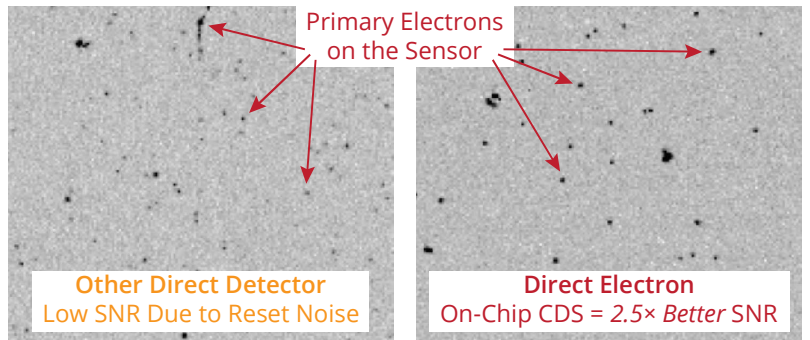 Primary Electrons
on the Sensor
Other Direct Detector
Low SNR Due to Reset Noise
Direct Electron
On-Chip CDS = 2.5× Better SNR